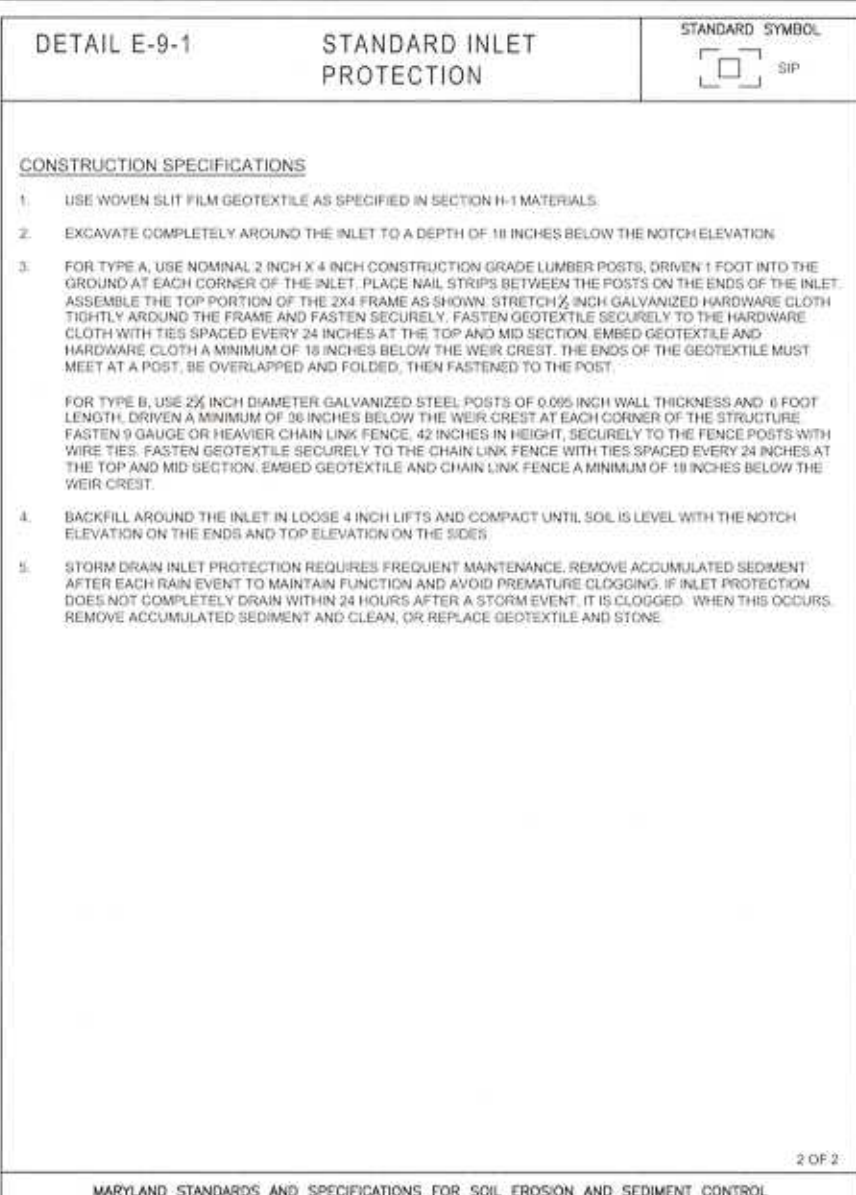 DETAIL E-9-1
STANDARD INLET
PROTECTION
STANDARD SYMBOL
SIP
CONSTRUCTION SPECIFICATIONS
1. USE WOVEN SLIT FILM GEOTEXTILE AS SPECIFIED IN SECTION H-1 MATERIALS.
2. EXCAVATE COMPLETELY AROUND THE INLET TO A DEPTH OF 18 INCHES BELOW THE NOTCH ELEVATION.
3. FOR TYPE A, USE NOMINAL 2 INCH X 4 INCH CONSTRUCTION GRADE LUMBER POSTS, DRIVEN 1 FOOT INTO THE
GROUND AT EACH CORNER OF THE INLET. PLACE NAIL STRIPS BETWEEN THE POSTS ON THE ENDS OF THE INLET.
ASSEMBLE THE TOP PORTION OF THE 2X4 FRAME AS SHOWN. STRETCH INCH GALVANIZED HARDWARE CLOTH
TIGHTLY AROUND THE FRAME AND FASTEN SECURELY. FASTEN GEOTEXTILE SECURELY TO THE HARDWARE
CLOTH WITH TIES SPACED EVERY 24 INCHES AT THE TOP AND MID SECTION. EMBED GEOTEXTILE AND
HARDWARE CLOTH A MINIMUM OF 18 INCHES BELOW THE WEIR CREST. THE ENDS OF THE GEOTEXTILE MUST
MEET AT A POST, BE OVERLAPPED AND FOLDED, THEN FASTENED TO THE POST.
FOR TYPE B, USE INCH DIAMETER GALVANIZED STEEL POSTS OF 0.095 INCH WALL THICKNESS AND 6 FOOT
LENGTH, DRIVEN A MINIMUM OF 36 INCHES BELOW THE WEIR CREST AT EACH CORNER OF THE STRUCTURE.
FASTEN 9 GAUGE OR HEAVIER CHAIN LINK FENCE, 42 INCHES IN HEIGHT, SECURELY TO THE FENCE POSTS WITH
WIRE TIES. FASTEN GEOTEXTILE SECURELY TO THE CHAIN LINK FENCE WITH TIES SPACED EVERY 24 INCHES AT
THE TOP AND MID SECTION. EMBED GEOTEXTILE AND CHAIN LINK FENCE A MINIMUM OF 18 INCHES BELOW THE
WEIR CREST.
4. BACKFILL AROUND THE INLET IN LOOSE 4 INCH LIFTS AND COMPACT UNTIL SOIL IS LEVEL WITH THE NOTCH
ELEVATION ON THE ENDS AND TOP ELEVATION ON THE SIDES.
5. STORM DRAIN INLET PROTECTION REQUIRES FREQUENT MAINTENANCE. REMOVE ACCUMULATED SEDIMENT
AFTER EACH RAIN EVENT TO MAINTAIN FUNCTION AND AVOID PREMATURE CLOGGING. IF INLET PROTECTION
DOES NOT COMPLETELY DRAIN WITHIN 24 HOURS AFTER A STORM EVENT, IT IS CLOGGED. WHEN THIS OCCURS,
REMOVE ACCUMULATED SEDIMENT AND CLEAN, OR REPLACE GEOTEXTILE AND STONE.
2 OF 2
MARYLAND STANDARDS AND SPECIFICATIONS FOR SOIL EROSION AND SEDIMENT CONTROL